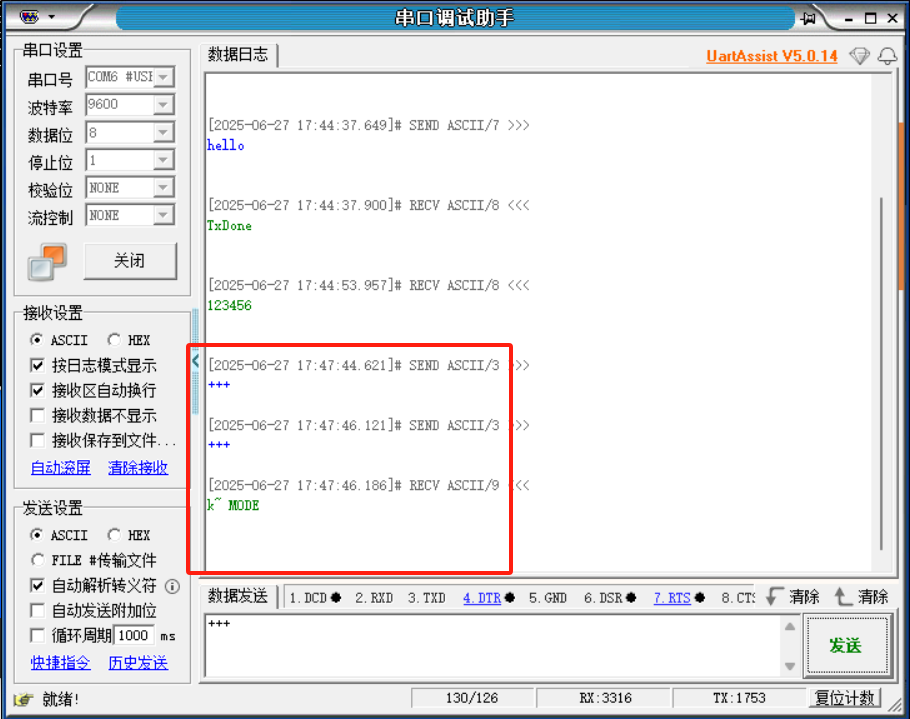 串口调试助手
串口设置
串口号 COM6 #USB
波特率 9600
数据位 8
停止位 1
校验位 NONE
流控制 NONE
关闭
接收设置
ASCII HEX
按日志模式显示
接收区自动换行
接收数据不显示
接收保存到文件...
自动滚屏 清除接收
发送设置
ASCII HEX
FILE #传输文件
自动解析转义符
自动发送附加位
循环周期 1000 ms
快捷指令 历史发送
数据日志
UartAssist V5.0.14
[2025-06-27 17:44:37.649]# SEND ASCII/7 >>>
hello
[2025-06-27 17:44:37.900]# RECV ASCII/8 <<<
TxDone
[2025-06-27 17:44:53.957]# RECV ASCII/8 <<<
123456
[2025-06-27 17:47:44.621]# SEND ASCII/3 >>>
+++
[2025-06-27 17:47:46.121]# SEND ASCII/3 >>>
+++
[2025-06-27 17:47:46.186]# RECV ASCII/9 <<<
k~ MODE
数据发送 1.DCD 2.RXD 3.TXD 4.DTR 5.GND 6.DSR 7.RTS 8.CTS 清除 清除
+++
发送
就绪! 130/126 RX:3316 TX:1753 复位计数